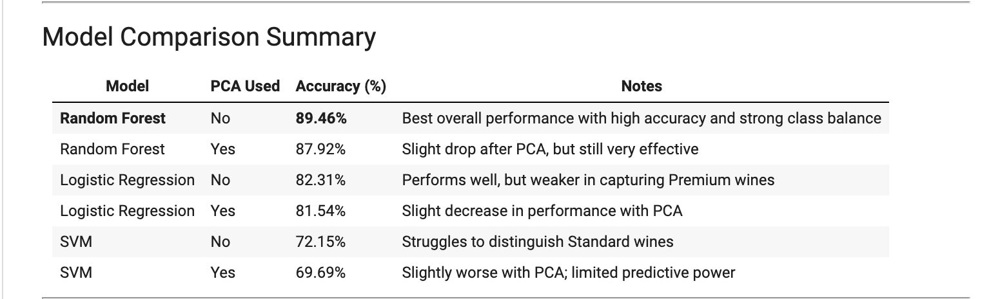 Model Comparison Summary
Model PCA Used Accuracy (%) Notes
Random Forest No 89.46% Best overall performance with high accuracy and strong class balance
Random Forest Yes 87.92% Slight drop after PCA, but still very effective
Logistic Regression No 82.31% Performs well, but weaker in capturing Premium wines
Logistic Regression Yes 81.54% Slight decrease in performance with PCA
SVM No 72.15% Struggles to distinguish Standard wines
SVM Yes 69.69% Slightly worse with PCA; limited predictive power